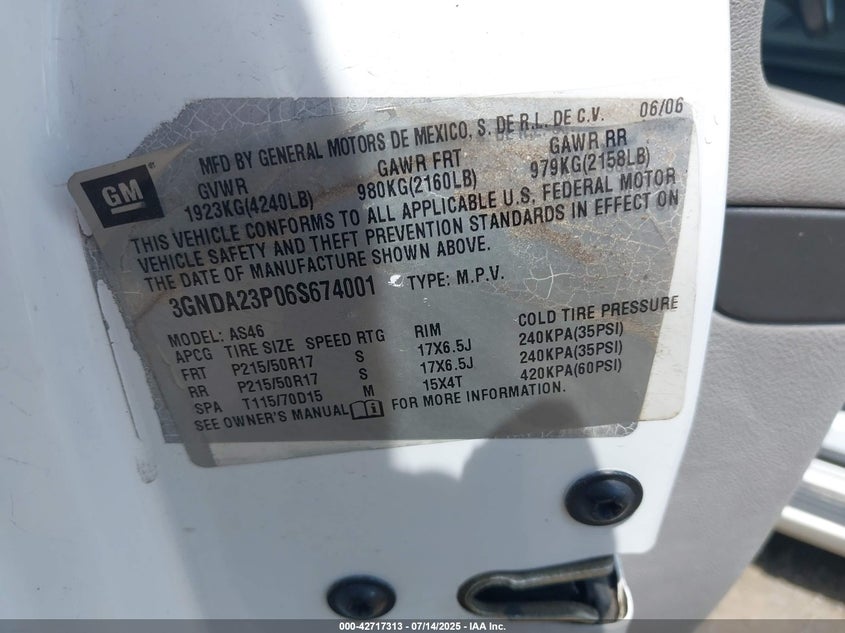 GM
MFD BY GENERAL MOTORS DE MEXICO, S. DE R.L. DE C.V. 06/06
GVWR GAWR FRT GAWR RR
1923KG(4240LB) 980KG(2160LB) 979KG(2158LB)
THIS VEHICLE CONFORMS TO ALL APPLICABLE U.S. FEDERAL MOTOR
VEHICLE SAFETY AND THEFT PREVENTION STANDARDS IN EFFECT ON
THE DATE OF MANUFACTURE SHOWN ABOVE.
3GNDA23P06S674001 TYPE: M.P.V.
MODEL: AS46
APCG TIRE SIZE SPEED RTG RIM COLD TIRE PRESSURE
FRT P215/50R17 S 17X6.5J 240KPA(35PSI)
RR P215/50R17 S 17X6.5J 240KPA(35PSI)
SPA T115/70D15 M 15X4T 420KPA(60PSI)
SEE OWNER'S MANUAL FOR MORE INFORMATION.
000-42717313 - 07/14/2025 - IAA Inc.